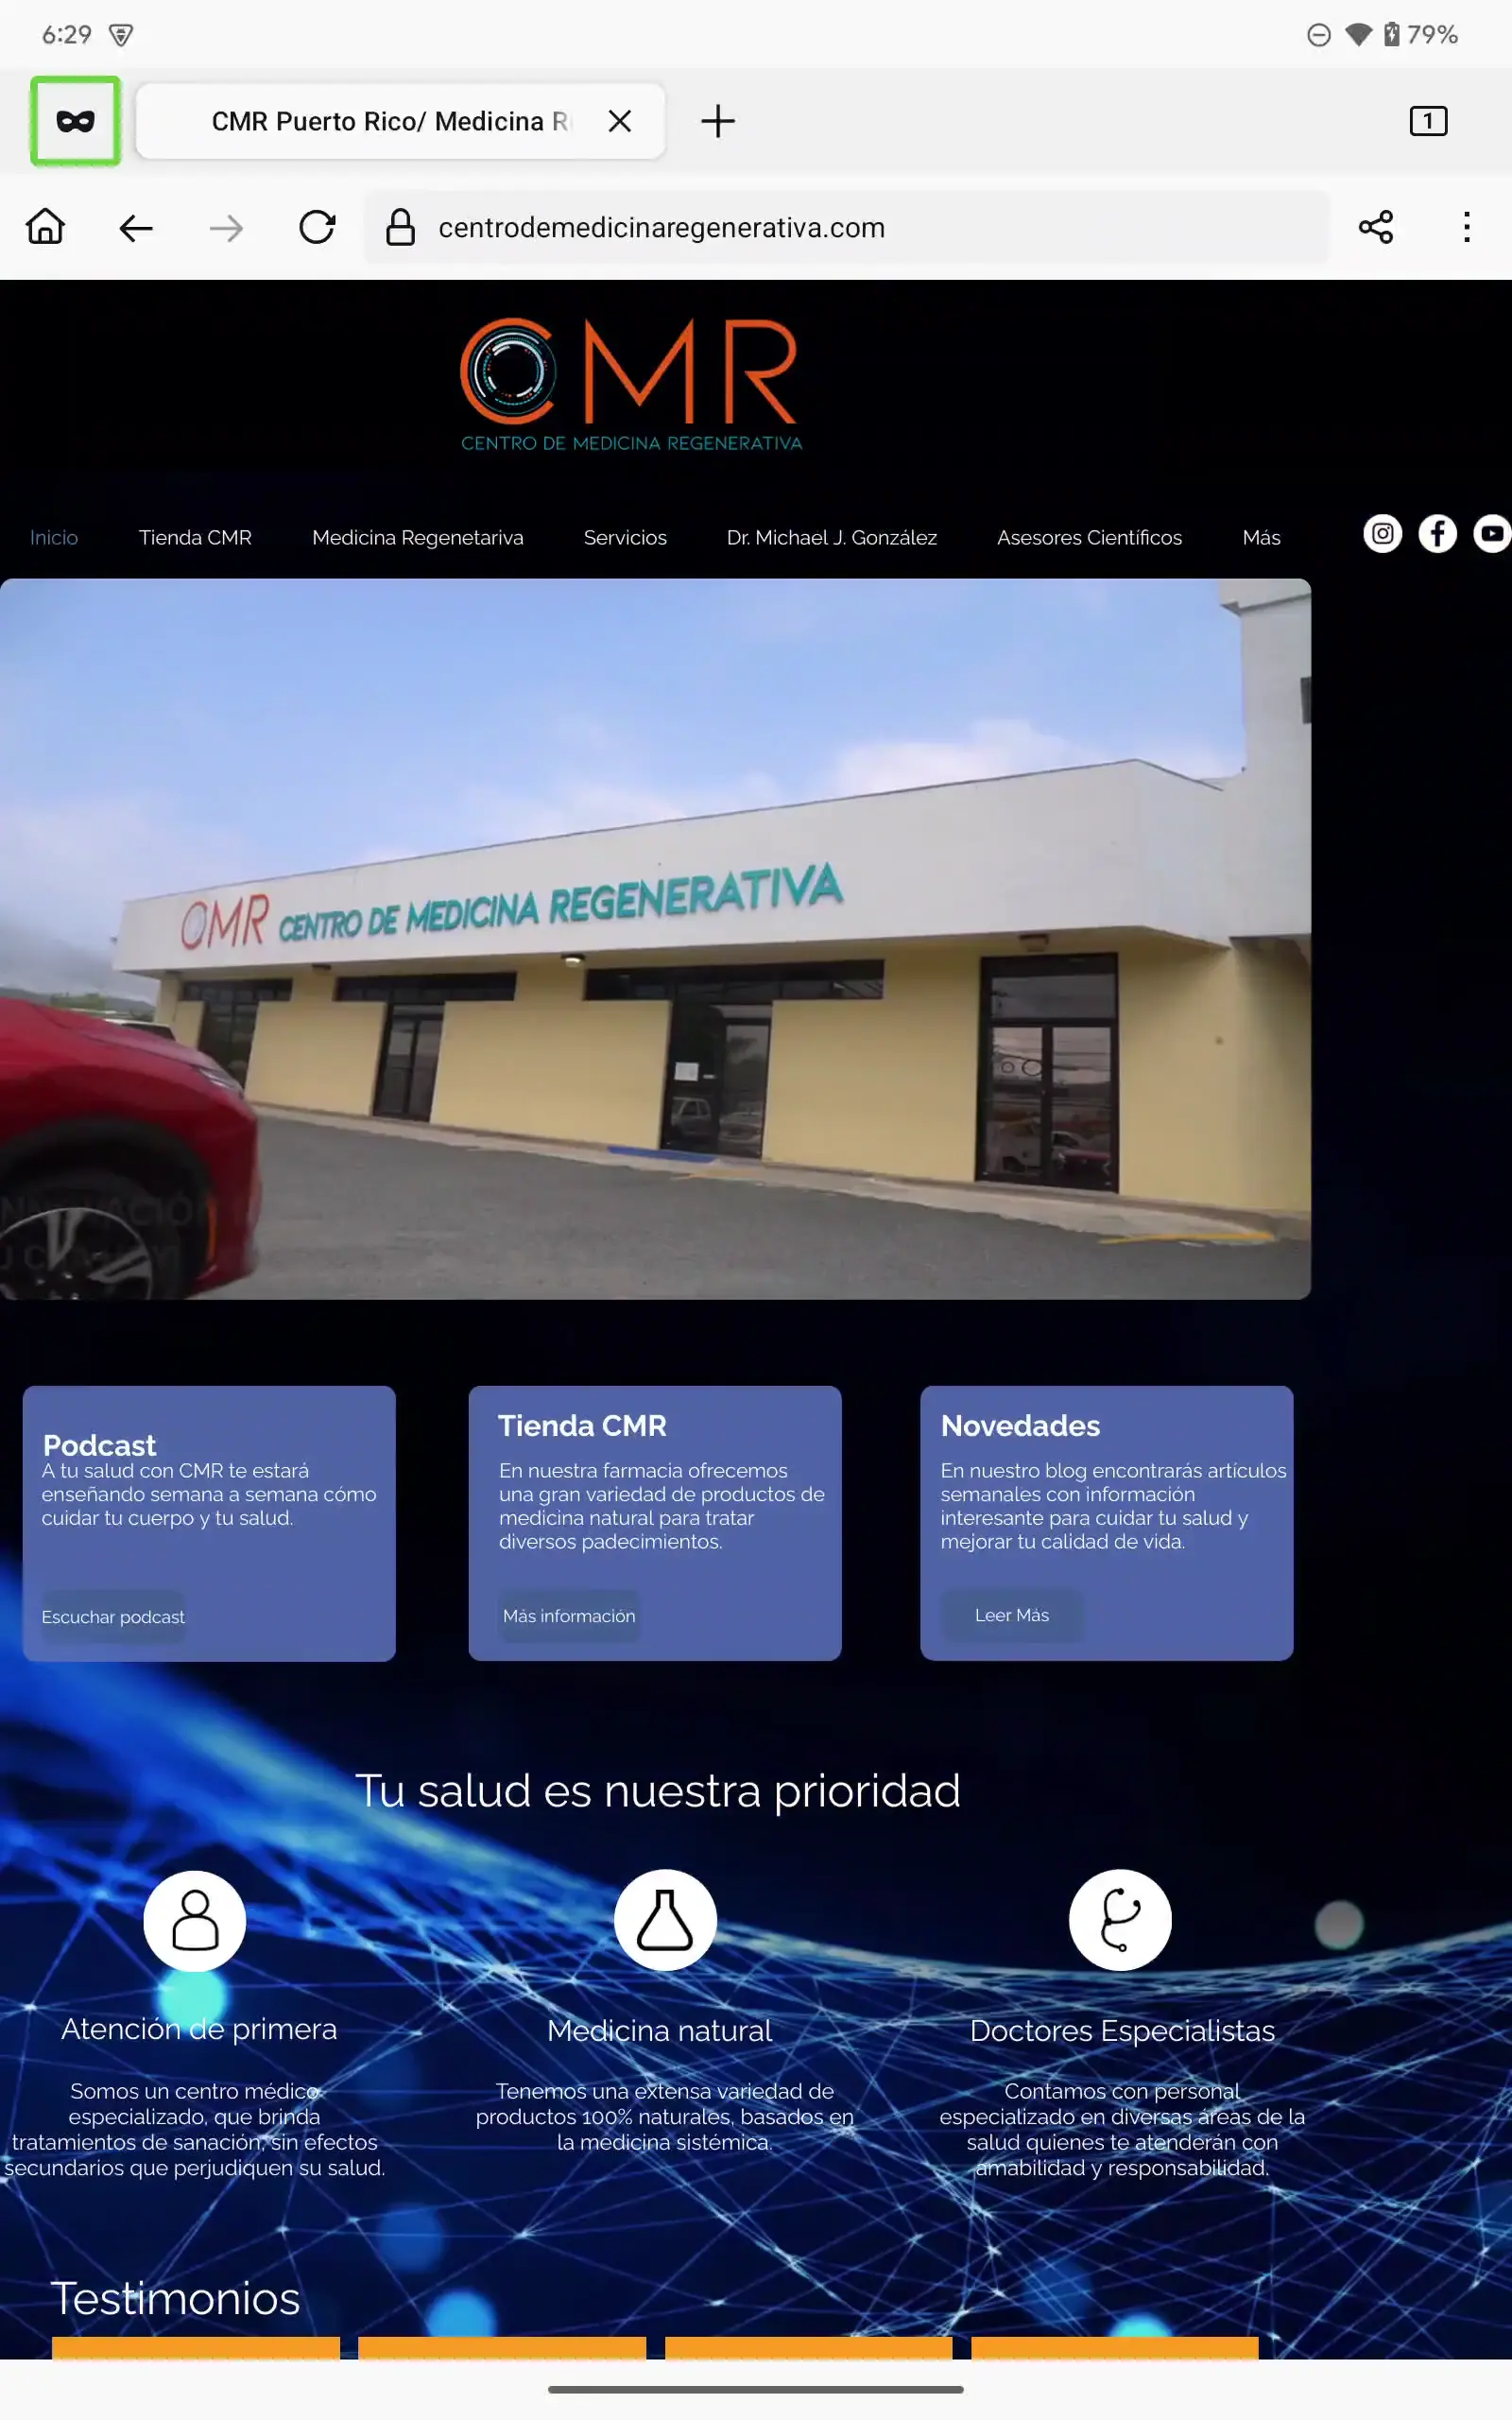 6:29
79%
CMR Puerto Rico/ Medicina R
1
centrodemedicinaregenerativa.com
CMR
CENTRO DE MEDICINA REGENERATIVA
Inicio
Tienda CMR
Medicina Regenetariva
Servicios
Dr. Michael J. González
Asesores Científicos
Más
CMR CENTRO DE MEDICINA REGENERATIVA
Podcast
A tu salud con CMR te estará
enseñando semana a semana cómo
cuidar tu cuerpo y tu salud.
Escuchar podcast
Tienda CMR
En nuestra farmacia ofrecemos
una gran variedad de productos de
medicina natural para tratar
diversos padecimientos.
Más información
Novedades
En nuestro blog encontrarás artículos
semanales con información
interesante para cuidar tu salud y
mejorar tu calidad de vida.
Leer Más
Tu salud es nuestra prioridad
Atención de primera
Somos un centro médico
especializado, que brinda
tratamientos de sanación, sin efectos
secundarios que perjudiquen su salud.
Medicina natural
Tenemos una extensa variedad de
productos 100% naturales, basados en
la medicina sistémica.
Doctores Especialistas
Contamos con personal
especializado en diversas áreas de la
salud quienes te atenderán con
amabilidad y responsabilidad.
Testimonios